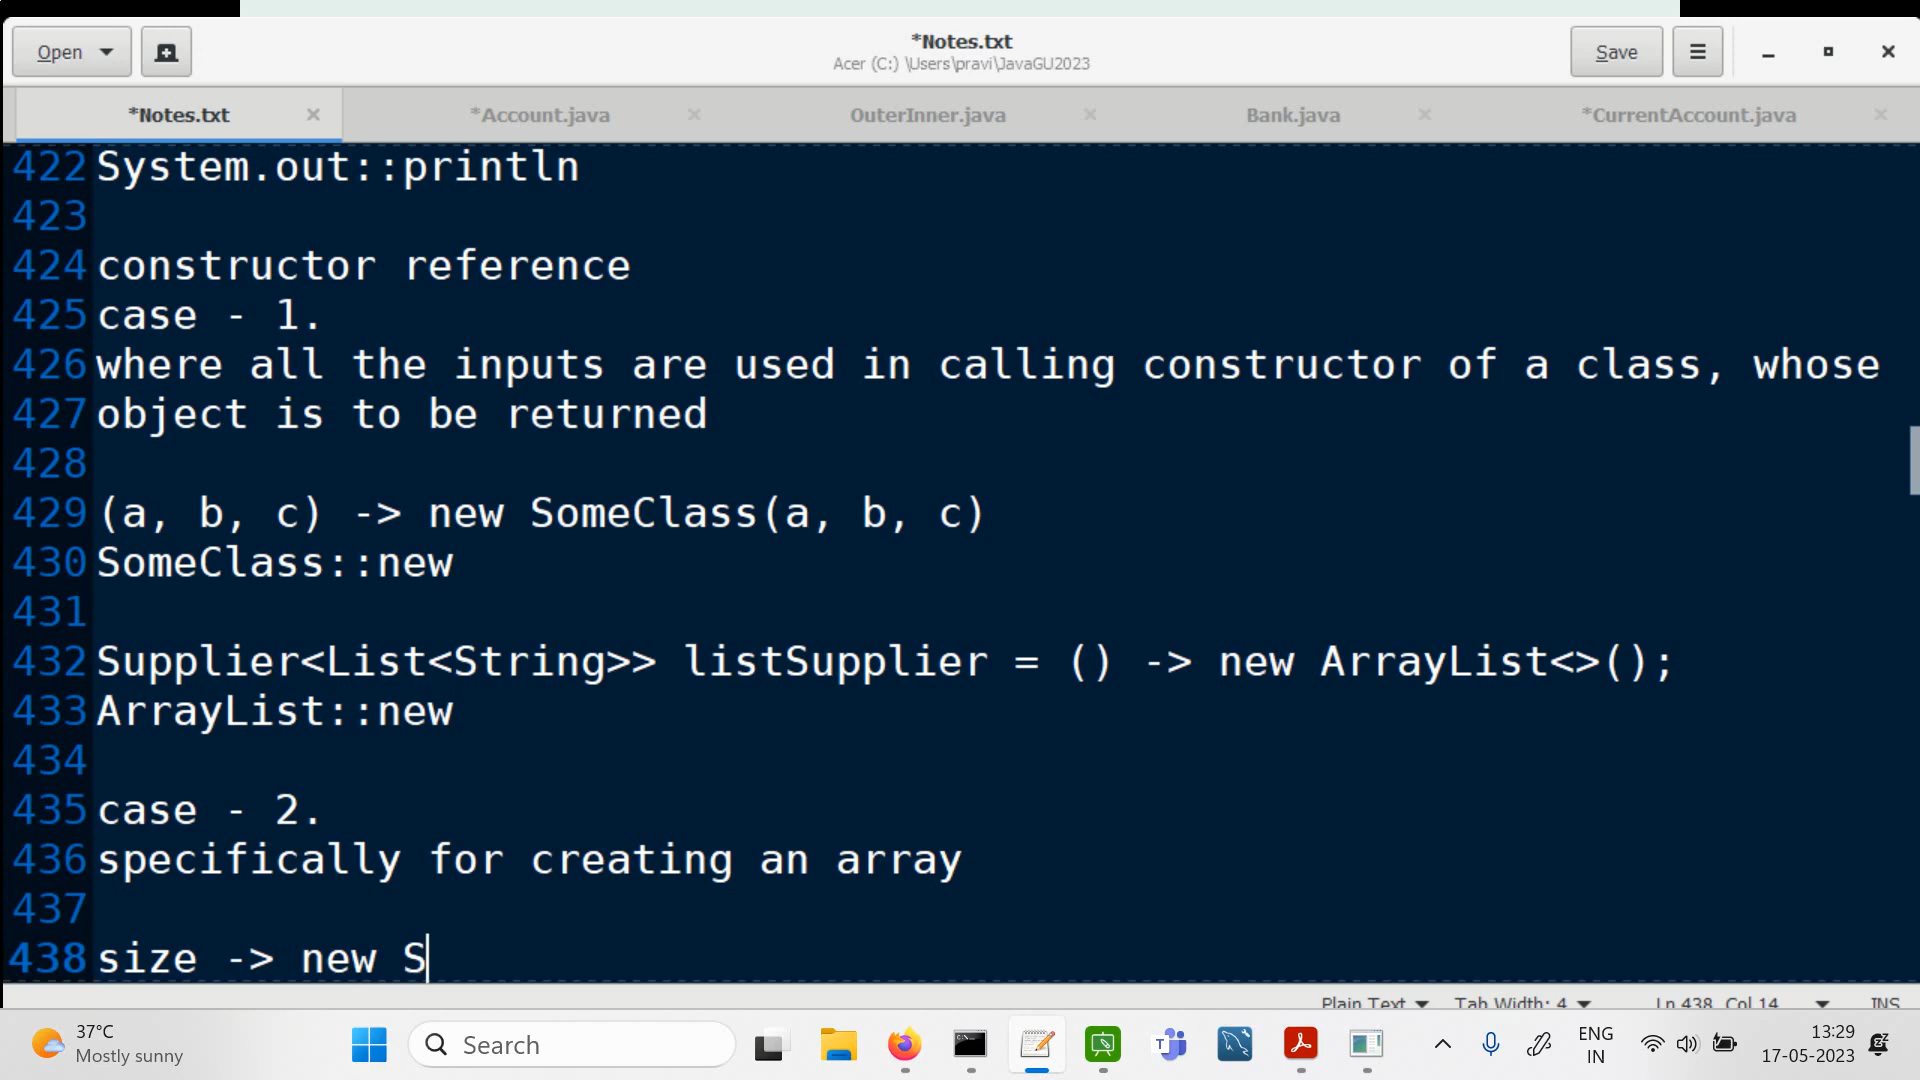 *Notes.txt
Open
Save
Acer (C:) \Users\pravi\JavaGU2023
*Notes.txt
*Account.java
OuterInner.java
Bank.java
*CurrentAccount.java
422 System.out::println
423
424 constructor reference
425 case - 1.
426 where all the inputs are used in calling constructor of a class, whose
427 object is to be returned
428
429 (a, b, c) -> new SomeClass(a, b, c)
430 SomeClass::new
431
432 Supplier<List<String>> listSupplier = () -> new ArrayList<>();
433 ArrayList::new
434
435 case - 2.
436 specifically for creating an array
437
438 size -> new S
Plain Text
Tab Width: 4
Ln 438, Col 14
INS
37°C
Mostly sunny
Search
ENG
IN
13:29
17-05-2023